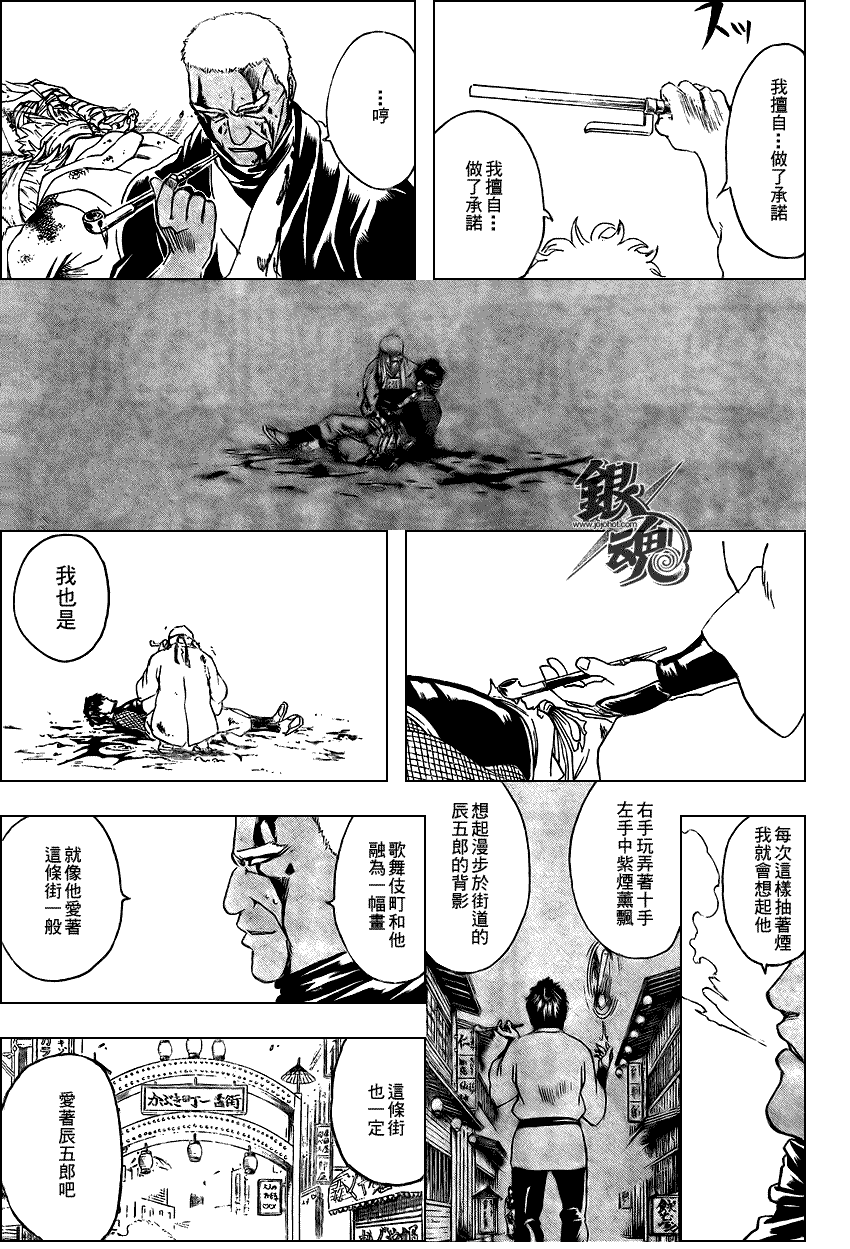 スッ
我擅自…做了承諾
我擅自…
做了承諾
…哼
銀魂
www.jojohot.com
我也是
每次這樣抽著煙
我就會想起他
右手玩弄著十手
左手中紫煙薰飄
想起漫步於街道的
辰五郎的背影
歌舞伎町和他
融為一幅畫
就像他愛著
這條街一般
這條街
也一定
かぶき町一番街
愛著辰五郎吧